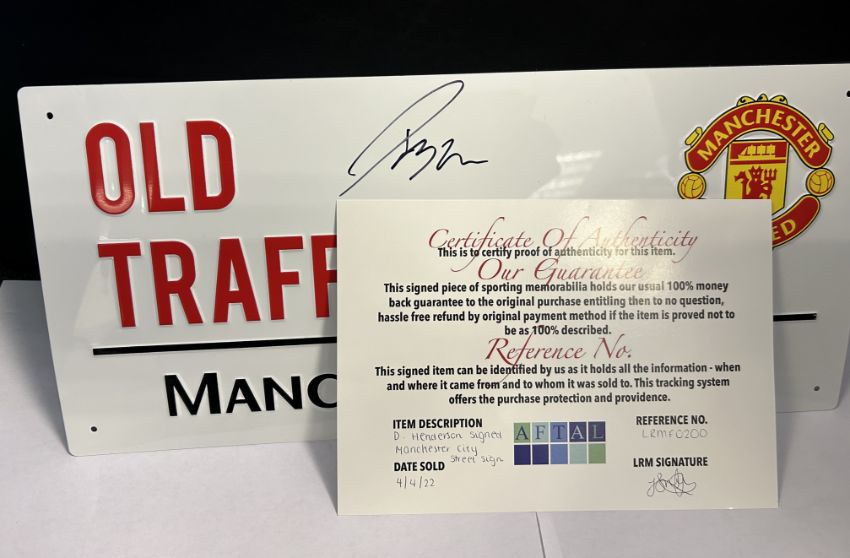 OLD
TRAFF
MANC
MANCHESTER
ED
Certificate Of Authenticity
This is to certify proof of authenticity for this item.
Our Guarantee
This signed piece of sporting memorabilia holds our usual 100% money
back guarantee to the original purchase entitling then to no question,
hassle free refund by original payment method if the item is proved not to
be as 100% described.
Reference No.
This signed item can be identified by us as it holds all the information - when
and where it came from and to whom it was sold to. This tracking system
offers the purchase protection and providence.
ITEM DESCRIPTION
D. Henderson signed
Manchester City
Street sign
DATE SOLD
4/4/22
AFTAL
REFERENCE NO.
LRMF0200
LRM SIGNATURE